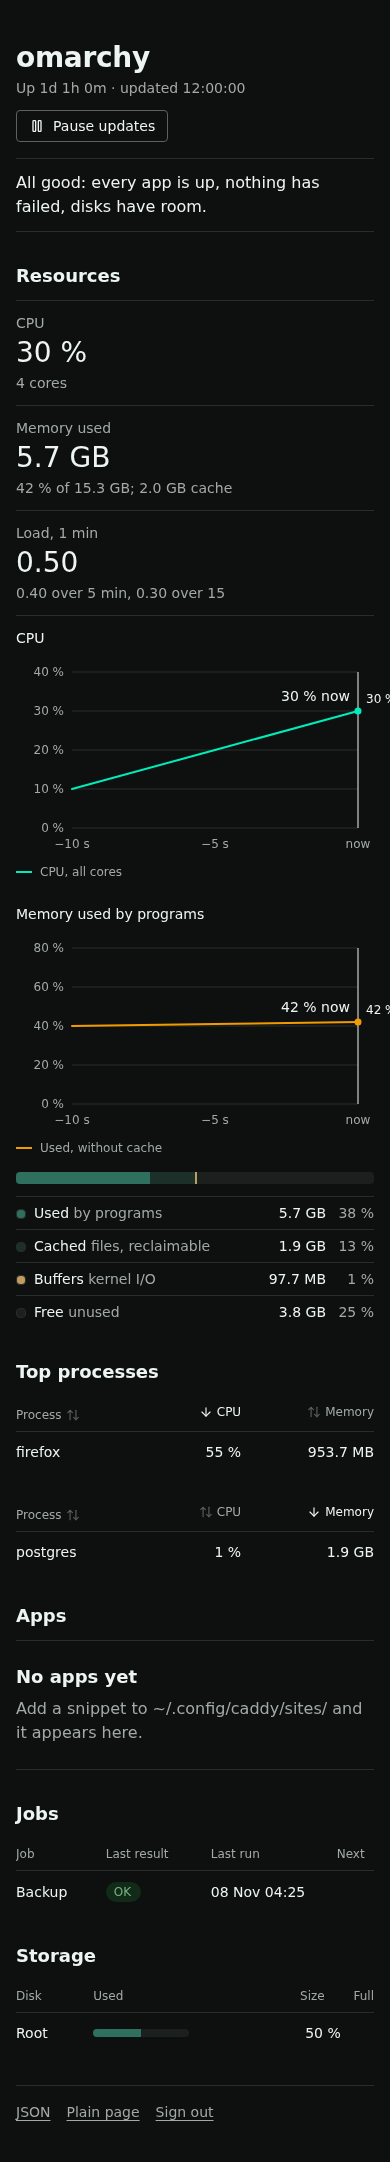 omarchy
Up 1d 1h 0m · updated 12:00:00
Pause updates
All good: every app is up, nothing has
failed, disks have room.
Resources
CPU
30 %
4 cores
Memory used
5.7 GB
42 % of 15.3 GB; 2.0 GB cache
Load, 1 min
0.50
0.40 over 5 min, 0.30 over 15
CPU
40 %
30 % now 30 %
30 %
20 %
10 %
0 %
−10 s −5 s now
CPU, all cores
Memory used by programs
80 %
60 %
42 % now 42 %
40 %
20 %
0 %
−10 s −5 s now
Used, without cache
Used by programs 5.7 GB 38 %
Cached files, reclaimable 1.9 GB 13 %
Buffers kernel I/O 97.7 MB 1 %
Free unused 3.8 GB 25 %
Top processes
Process CPU Memory
firefox 55 % 953.7 MB
Process CPU Memory
postgres 1 % 1.9 GB
Apps
No apps yet
Add a snippet to ~/.config/caddy/sites/ and
it appears here.
Jobs
Job Last result Last run Next
Backup OK 08 Nov 04:25
Storage
Disk Used Size Full
Root 50 %
JSON Plain page Sign out